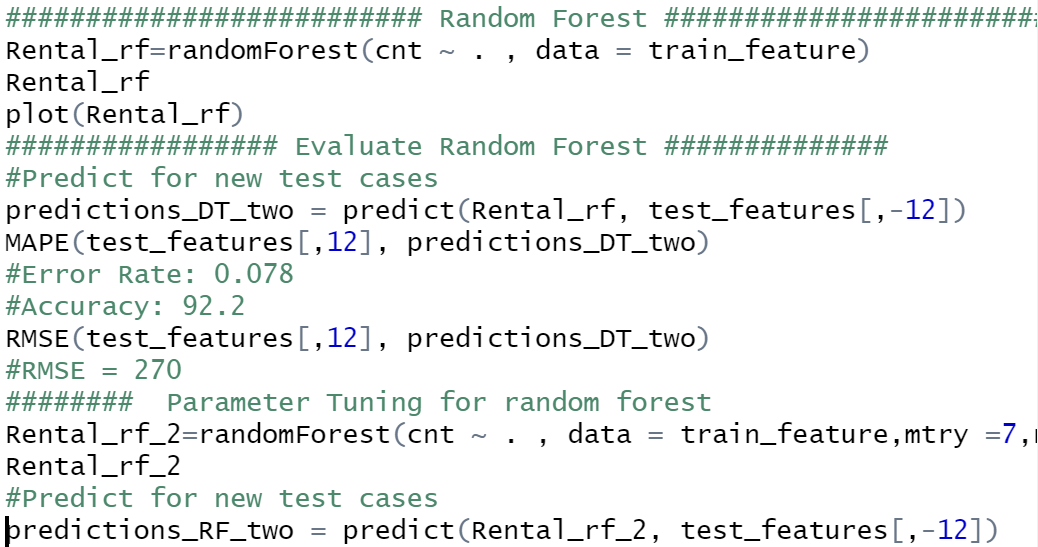 ########################## Random Forest ########################
Rental_rf=randomForest(cnt ~ . , data = train_feature)
Rental_rf
plot(Rental_rf)
################# Evaluate Random Forest ##############
#Predict for new test cases
predictions_DT_two = predict(Rental_rf, test_features[,-12])
MAPE(test_features[,12], predictions_DT_two)
#Error Rate: 0.078
#Accuracy: 92.2
RMSE(test_features[,12], predictions_DT_two)
#RMSE = 270
########  Parameter Tuning for random forest
Rental_rf_2=randomForest(cnt ~ . , data = train_feature,mtry =7,
Rental_rf_2
#Predict for new test cases
predictions_RF_two = predict(Rental_rf_2, test_features[,-12])